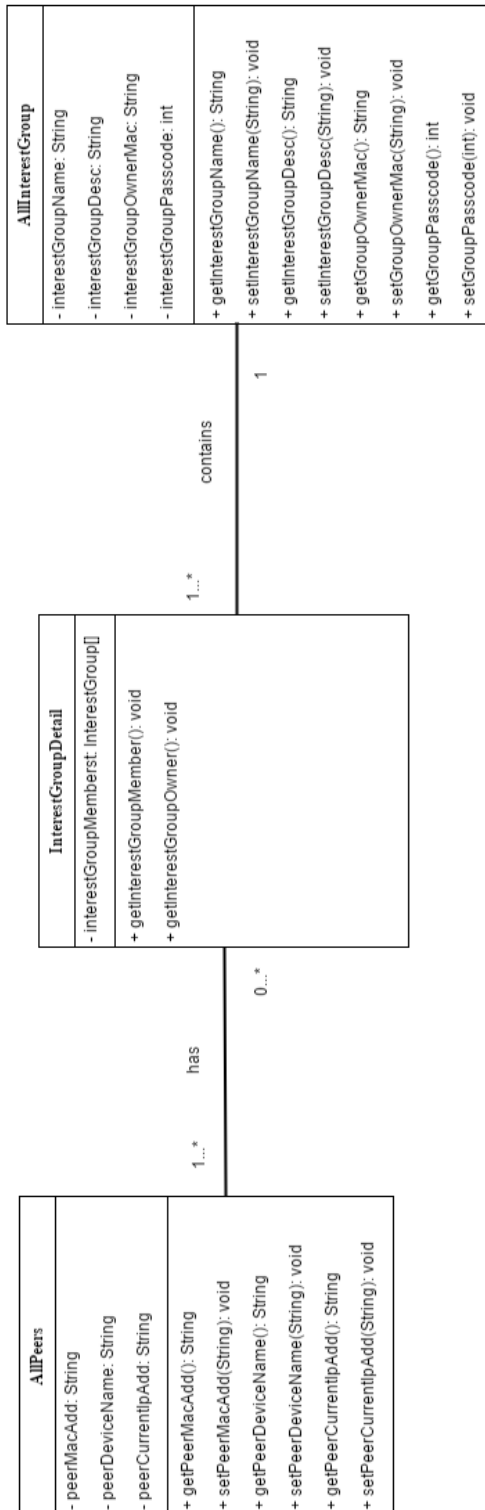 AllPeers
- peerMacAdd: String
- peerDeviceName: String
- peerCurrentIpAdd: String
+ getPeerMacAdd(): String
+ setPeerMacAdd(String): void
+ getPeerDeviceName(): String
+ setPeerDeviceName(String): void
+ getPeerCurrentIpAdd(): String
+ setPeerCurrentIpAdd(String): void
1...*
has
0...*
InterestGroupDetail
- interestGroupMemberst: InterestGroup[]
+ getInterestGroupMember(): void
+ getInterestGroupOwner(): void
1...*
contains
1
AllInterestGroup
- interestGroupName: String
- interestGroupDesc: String
- interestGroupOwnerMac: String
- interestGroupPasscode: int
+ getInterestGroupName(): String
+ setInterestGroupName(String): void
+ getInterestGroupDesc(): String
+ setInterestGroupDesc(String): void
+ getGroupOwnerMac(): String
+ setGroupOwnerMac(String): void
+ getGroupPasscode(): int
+ setGroupPasscode(int): void